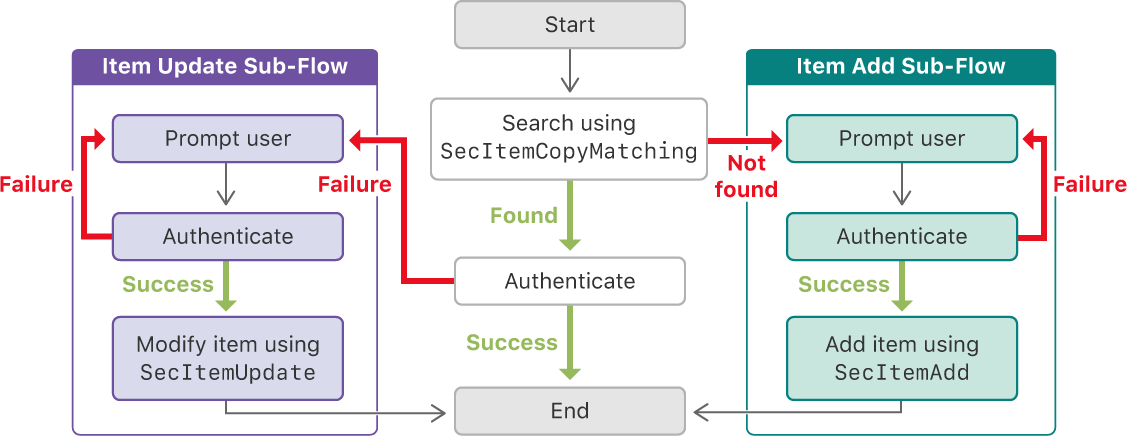 Start
Item Update Sub-Flow
Item Add Sub-Flow
Prompt user
Search using
SecItemCopyMatching
Prompt user
Failure
Failure
Not
found
Failure
Found
Authenticate
Authenticate
Success
Authenticate
Success
Modify item using
SecItemUpdate
Success
Add item using
SecItemAdd
End